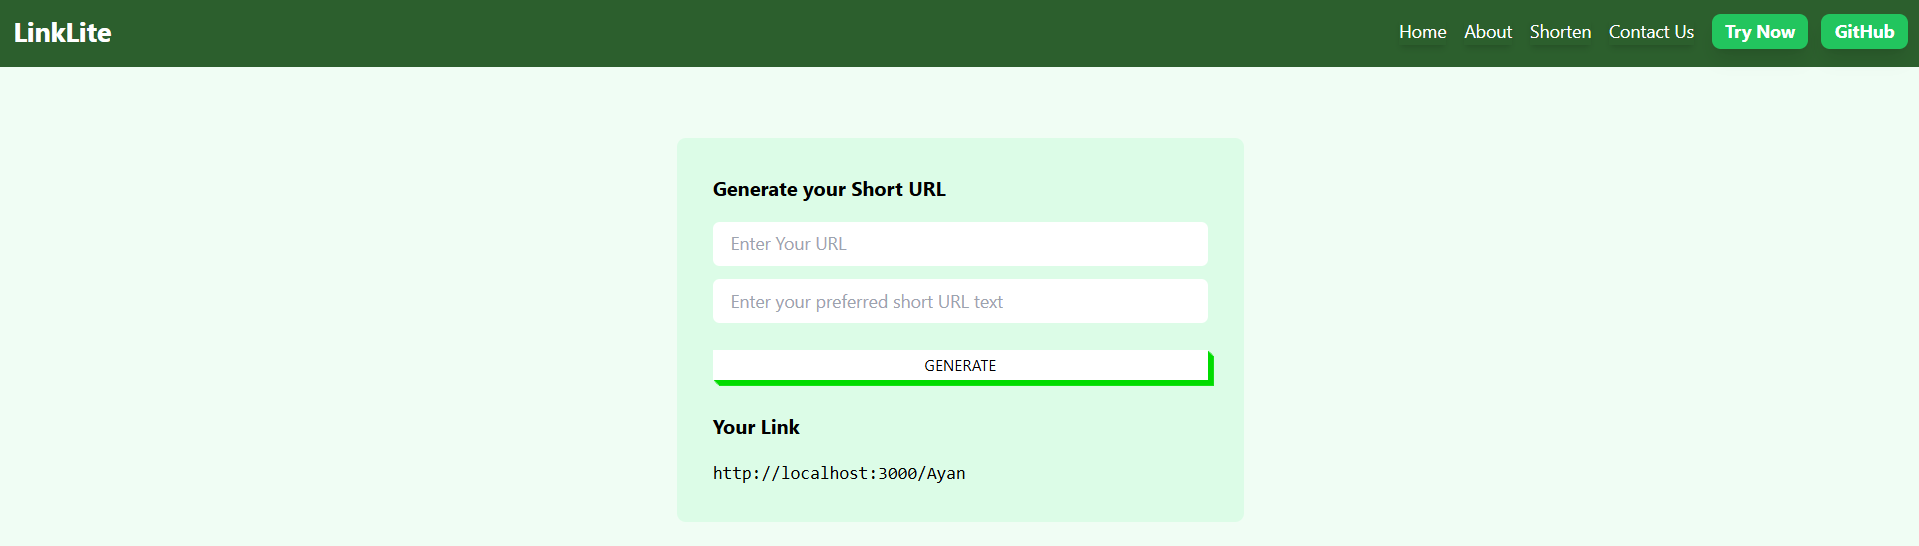 LinkLite
Home About Shorten Contact Us Try Now GitHub
Generate your Short URL
Enter Your URL
Enter your preferred short URL text
GENERATE
Your Link
http://localhost:3000/Ayan